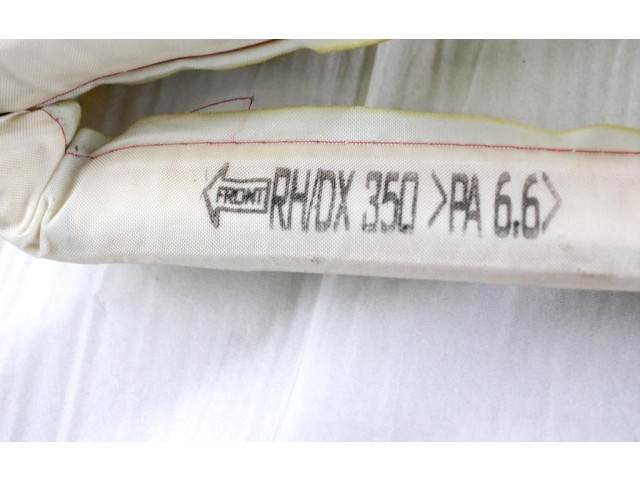 FRONT RH/DX 350 >PA 6.6>